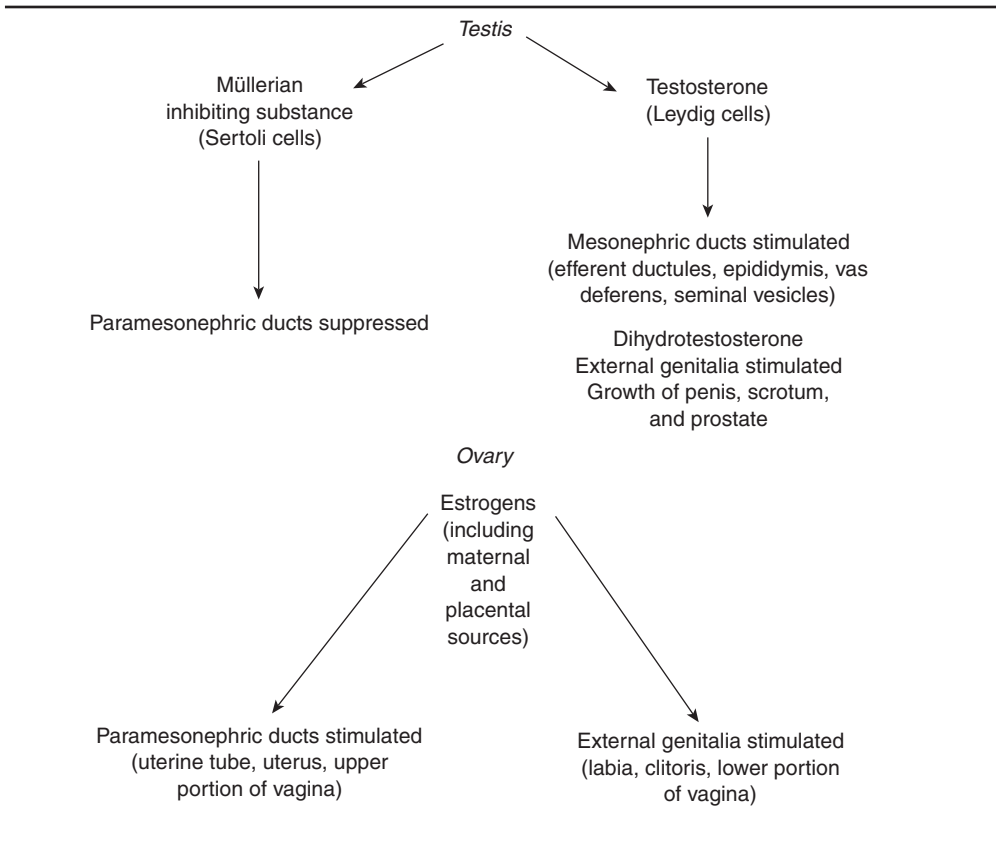 Testis
Müllerian
inhibiting substance
(Sertoli cells)
Testosterone
(Leydig cells)
Paramesonephric ducts suppressed
Mesonephric ducts stimulated
(efferent ductules, epididymis, vas
deferens, seminal vesicles)
Dihydrotestosterone
External genitalia stimulated
Growth of penis, scrotum,
and prostate
Ovary
Estrogens
(including
maternal
and
placental
sources)
Paramesonephric ducts stimulated
(uterine tube, uterus, upper
portion of vagina)
External genitalia stimulated
(labia, clitoris, lower portion
of vagina)